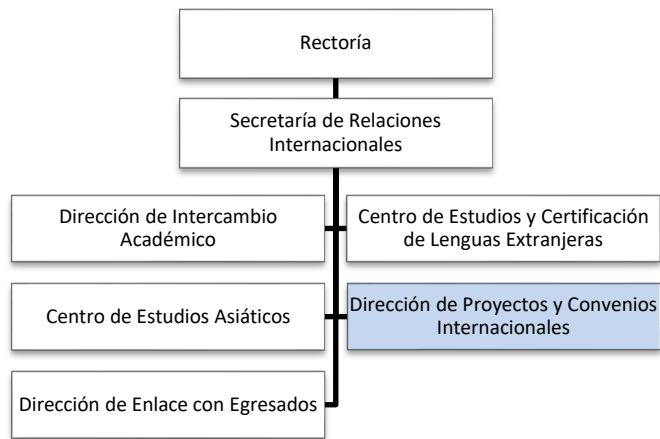 Rectoría
Secretaría de Relaciones
Internacionales
Dirección de Intercambio
Académico
Centro de Estudios y Certificación
de Lenguas Extranjeras
Centro de Estudios Asiáticos
Dirección de Proyectos y Convenios
Internacionales
Dirección de Enlace con Egresados